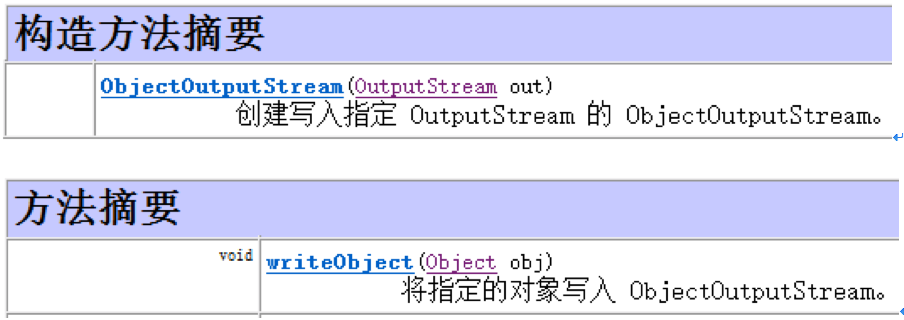 构造方法摘要
ObjectOutputStream(OutputStream out)
创建写入指定 OutputStream 的 ObjectOutputStream。
方法摘要
void writeObject(Object obj)
将指定的对象写入 ObjectOutputStream。